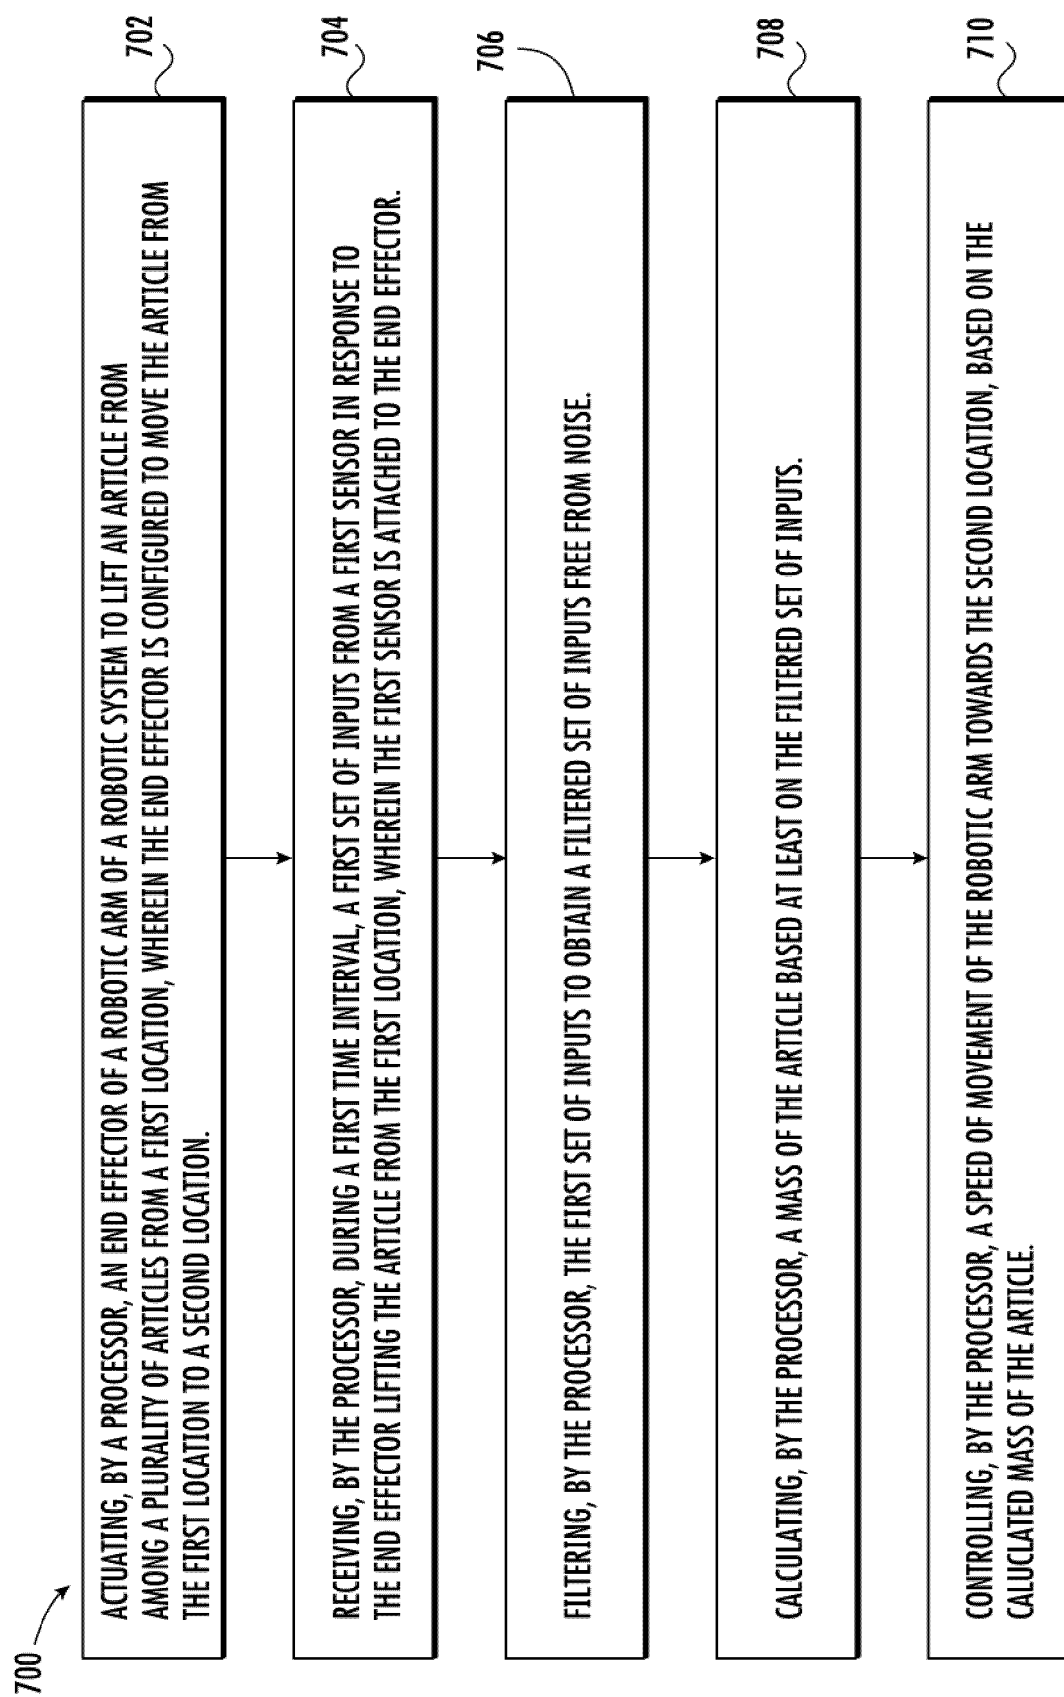 700
ACTUATING, BY A PROCESSOR, AN END EFFECTOR OF A ROBOTIC ARM OF A ROBOTIC SYSTEM TO LIFT AN ARTICLE FROM
AMONG A PLURALITY OF ARTICLES FROM A FIRST LOCATION, WHEREIN THE END EFFECTOR IS CONFIGURED TO MOVE THE ARTICLE FROM
THE FIRST LOCATION TO A SECOND LOCATION.
702
RECEIVING, BY THE PROCESSOR, DURING A FIRST TIME INTERVAL, A FIRST SET OF INPUTS FROM A FIRST SENSOR IN RESPONSE TO
THE END EFFECTOR LIFTING THE ARTICLE FROM THE FIRST LOCATION, WHEREIN THE FIRST SENSOR IS ATTACHED TO THE END EFFECTOR.
704
FILTERING, BY THE PROCESSOR, THE FIRST SET OF INPUTS TO OBTAIN A FILTERED SET OF INPUTS FREE FROM NOISE.
706
CALCULATING, BY THE PROCESSOR, A MASS OF THE ARTICLE BASED AT LEAST ON THE FILTERED SET OF INPUTS.
708
CONTROLLING, BY THE PROCESSOR, A SPEED OF MOVEMENT OF THE ROBOTIC ARM TOWARDS THE SECOND LOCATION, BASED ON THE
CALUCLATED MASS OF THE ARTICLE.
710